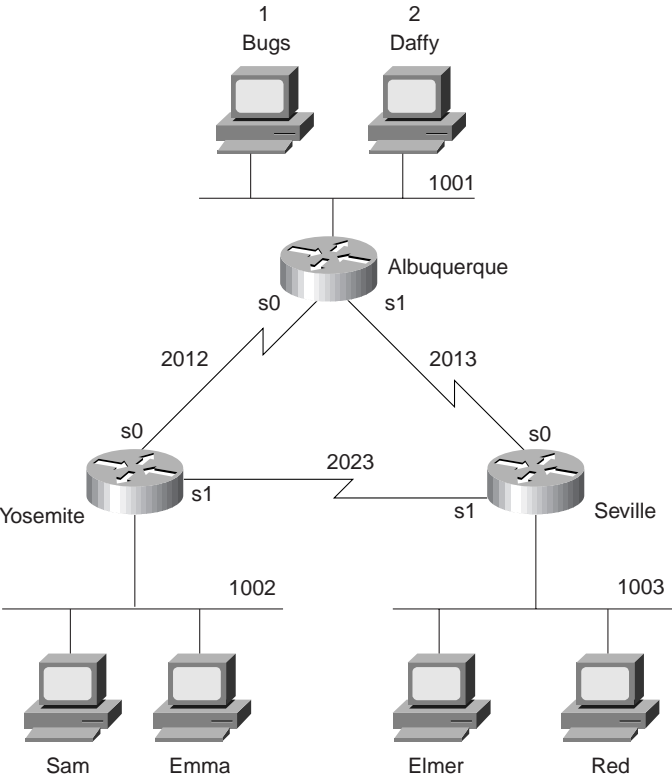 1 2
Bugs Daffy
1001
Albuquerque
s0 s1
2012 2013
s0 s0
2023
s1 s1
Yosemite Seville
1002 1003
Sam Emma Elmer Red